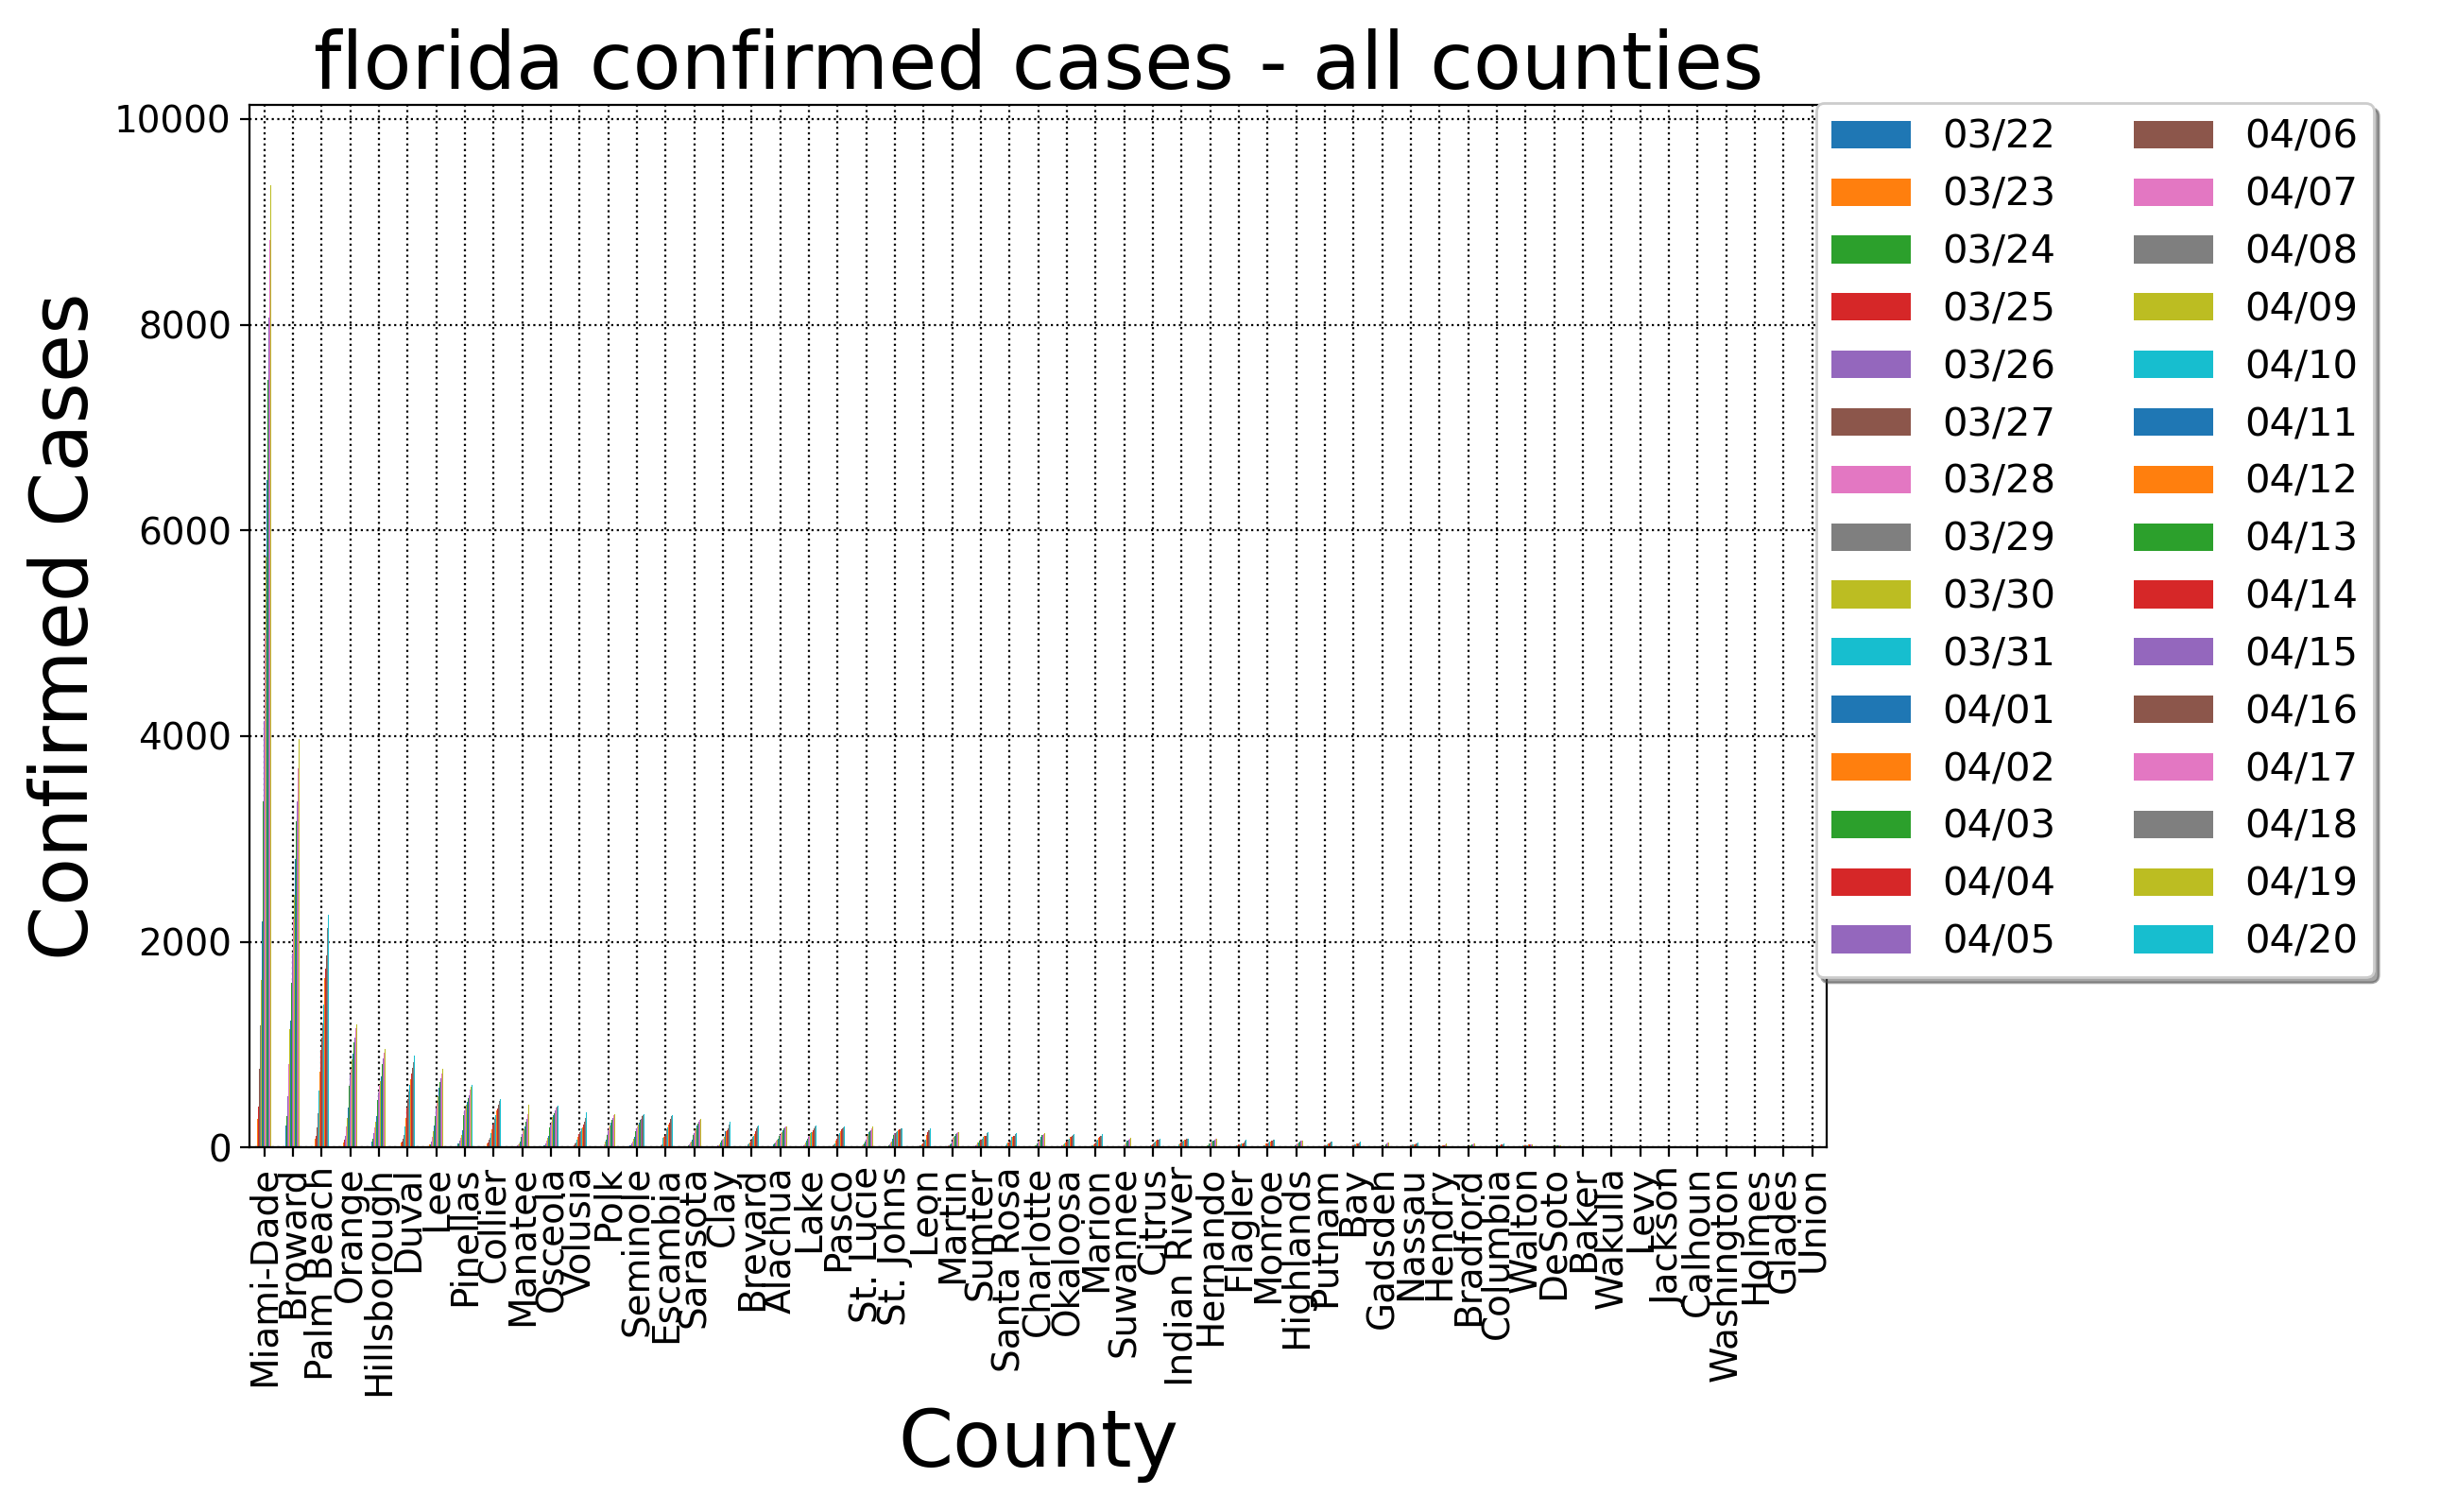 florida confirmed cases - all counties
Confirmed Cases
10000
8000
6000
4000
2000
0
03/22 04/06
03/23 04/07
03/24 04/08
03/25 04/09
03/26 04/10
03/27 04/11
03/28 04/12
03/29 04/13
03/30 04/14
03/31 04/15
04/01 04/16
04/02 04/17
04/03 04/18
04/04 04/19
04/05 04/20
Miami-Dade
Broward
Palm Beach
Orange
Hillsborough
Duval
Lee
Pinellas
Collier
Manatee
Osceola
Volusia
Polk
Seminole
Escambia
Sarasota
Clay
Brevard
Alachua
Lake
Pasco
St. Lucie
St. Johns
Leon
Martin
Sumter
Santa Rosa
Charlotte
Okaloosa
Marion
Suwannee
Citrus
Indian River
Hernando
Flagler
Monroe
Highlands
Putnam
Bay
Gadsden
Nassau
Hendry
Bradford
Columbia
Walton
DeSoto
Baker
Wakulla
Levy
Jackson
Calhoun
Washington
Holmes
Glades
Union
County